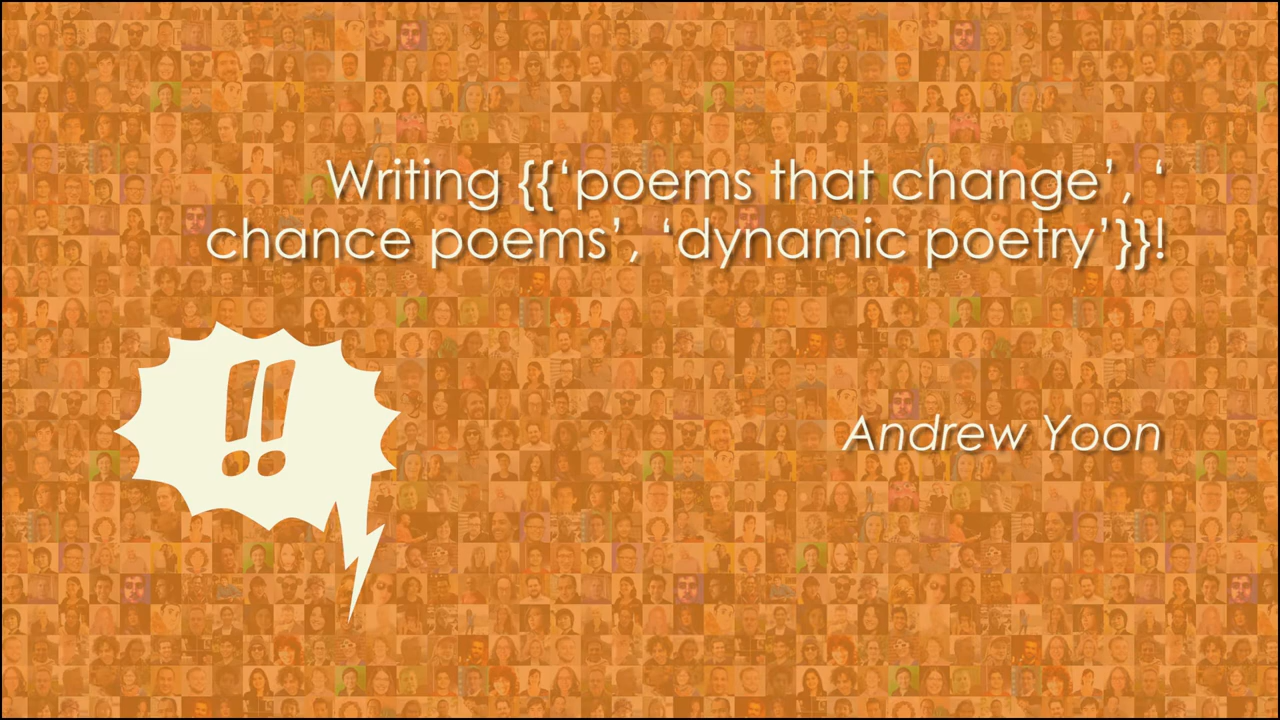 Writing {{‘poems that change’, ‘
chance poems’, ‘dynamic poetry’}}!
!!
Andrew Yoon